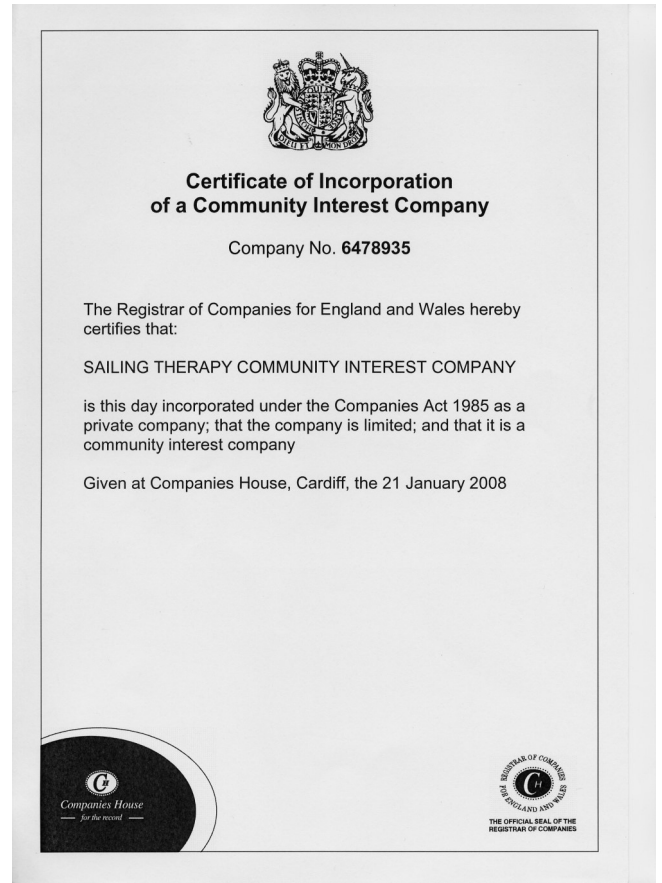 DIEU ET MON DROIT
Certificate of Incorporation
of a Community Interest Company
Company No. 6478935
The Registrar of Companies for England and Wales hereby
certifies that:
SAILING THERAPY COMMUNITY INTEREST COMPANY
is this day incorporated under the Companies Act 1985 as a
private company; that the company is limited; and that it is a
community interest company
Given at Companies House, Cardiff, the 21 January 2008
CH
Companies House
for the record
REGISTRAR OF COMPANIES
FOR ENGLAND AND WALES
CH
THE OFFICIAL SEAL OF THE
REGISTRAR OF COMPANIES